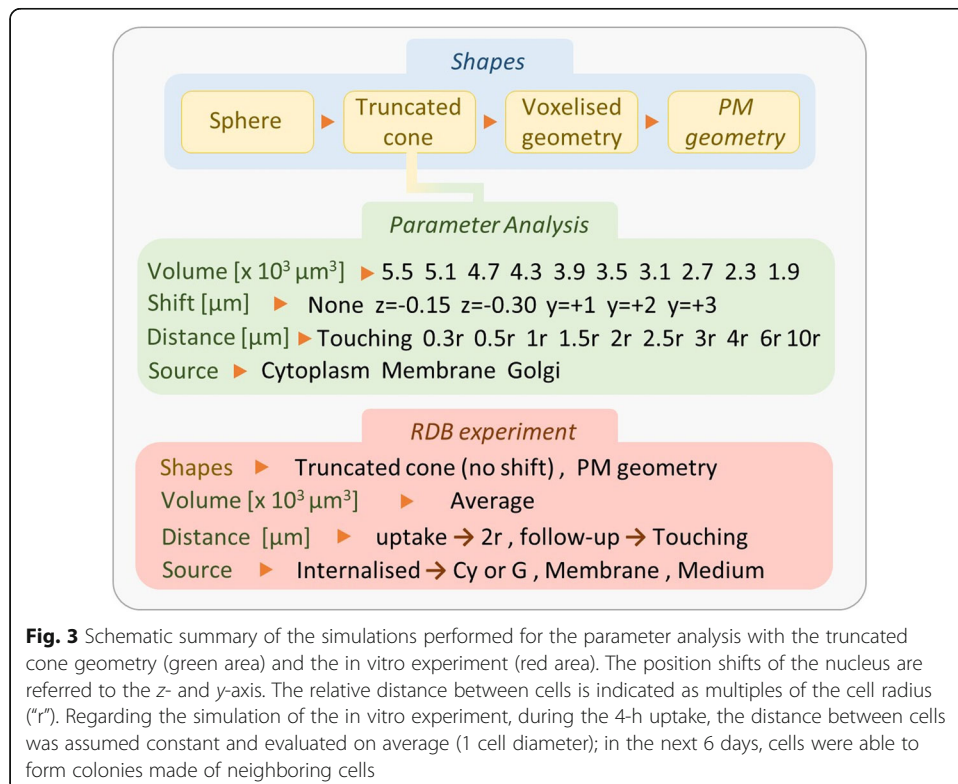 Shapes
Sphere ▶ Truncated cone ▶ Voxelised geometry ▶ PM geometry
Parameter Analysis
Volume [x 10³ µm³] ▶ 5.5 5.1 4.7 4.3 3.9 3.5 3.1 2.7 2.3 1.9
Shift [µm] ▶ None z=-0.15 z=-0.30 y=+1 y=+2 y=+3
Distance [µm] ▶ Touching 0.3r 0.5r 1r 1.5r 2r 2.5r 3r 4r 6r 10r
Source ▶ Cytoplasm Membrane Golgi
RDB experiment
Shapes ▶ Truncated cone (no shift) , PM geometry
Volume [x 10³ µm³] ▶ Average
Distance [µm] ▶ uptake → 2r , follow-up → Touching
Source ▶ Internalised → Cy or G , Membrane , Medium
Fig. 3 Schematic summary of the simulations performed for the parameter analysis with the truncated
cone geometry (green area) and the in vitro experiment (red area). The position shifts of the nucleus are
referred to the z- and y-axis. The relative distance between cells is indicated as multiples of the cell radius
("r"). Regarding the simulation of the in vitro experiment, during the 4-h uptake, the distance between cells
was assumed constant and evaluated on average (1 cell diameter); in the next 6 days, cells were able to
form colonies made of neighboring cells